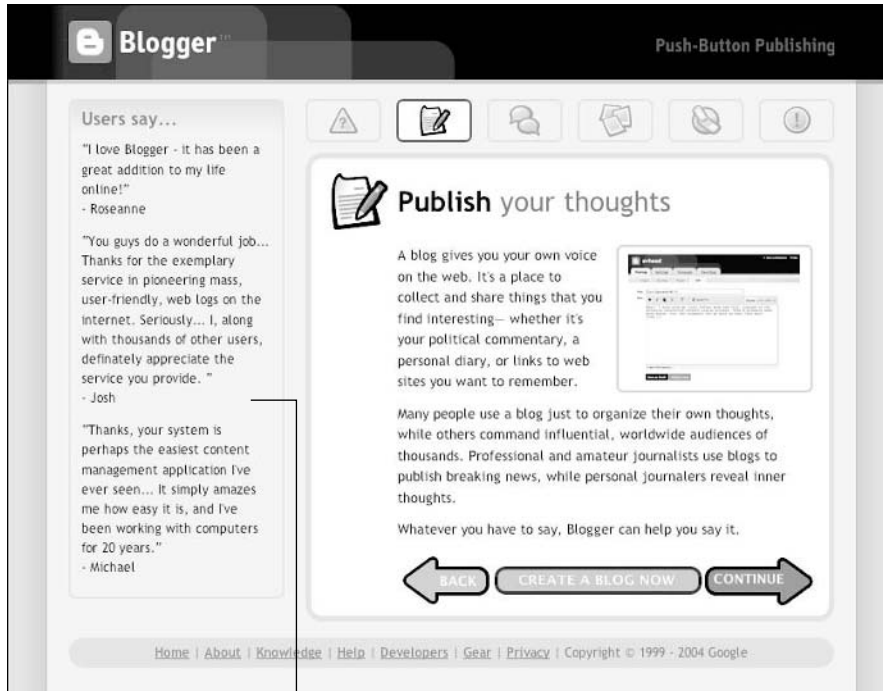 Blogger™
Push-Button Publishing
Users say...
"I love Blogger - it has been a
great addition to my life
online!"
- Roseanne
"You guys do a wonderful job...
Thanks for the exemplary
service in pioneering mass,
user-friendly, web logs on the
internet. Seriously... I, along
with thousands of other users,
definately appreciate the
service you provide. "
- Josh
"Thanks, your system is
perhaps the easiest content
management application I've
ever seen... It simply amazes
me how easy it is, and I've
been working with computers
for 20 years."
- Michael
Publish your thoughts
A blog gives you your own voice
on the web. It's a place to
collect and share things that you
find interesting— whether it's
your political commentary, a
personal diary, or links to web
sites you want to remember.
Many people use a blog just to organize their own thoughts,
while others command influential, worldwide audiences of
thousands. Professional and amateur journalists use blogs to
publish breaking news, while personal journalers reveal inner
thoughts.
Whatever you have to say, Blogger can help you say it.
BACK
CREATE A BLOG NOW
CONTINUE
Home | About | Knowledge | Help | Developers | Gear | Privacy | Copyright © 1999 - 2004 Google